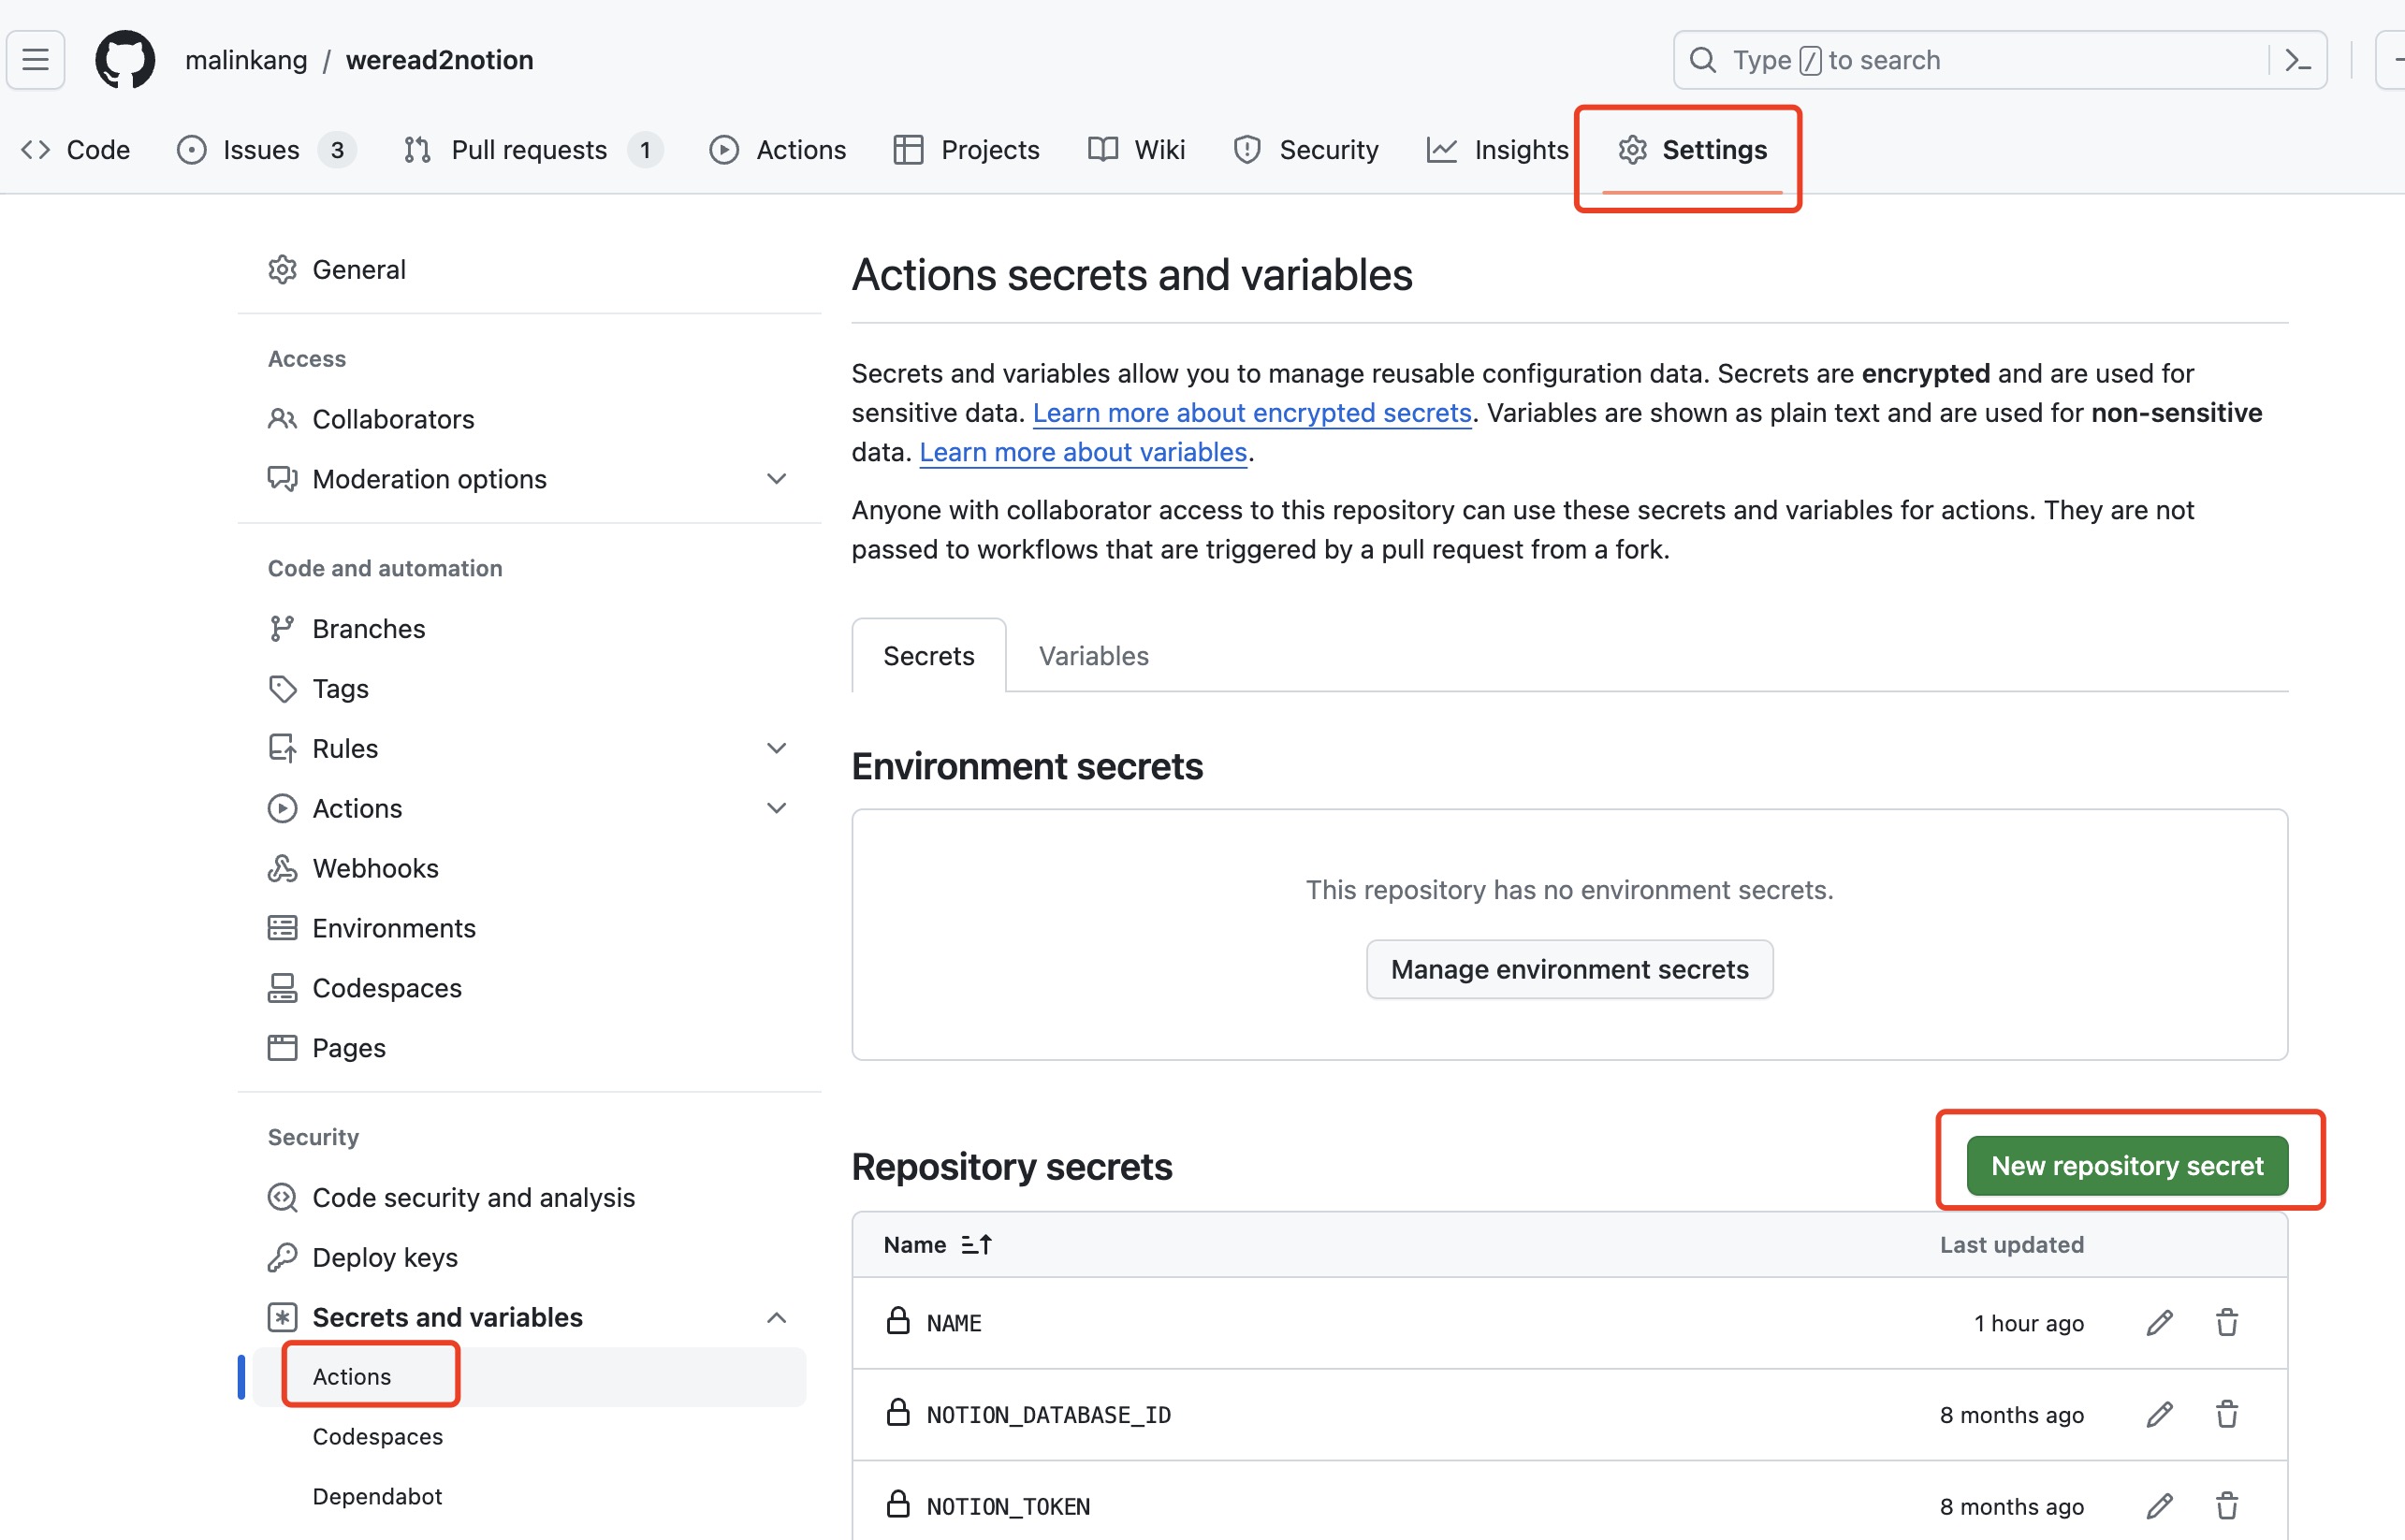 malinkang / weread2notion
Type / to search
Code
Issues 3
Pull requests 1
Actions
Projects
Wiki
Security
Insights
Settings
General
Access
Collaborators
Moderation options
Code and automation
Branches
Tags
Rules
Actions
Webhooks
Environments
Codespaces
Pages
Security
Code security and analysis
Deploy keys
Secrets and variables
Actions
Codespaces
Dependabot
Actions secrets and variables
Secrets and variables allow you to manage reusable configuration data. Secrets are encrypted and are used for
sensitive data. Learn more about encrypted secrets. Variables are shown as plain text and are used for non-sensitive
data. Learn more about variables.
Anyone with collaborator access to this repository can use these secrets and variables for actions. They are not
passed to workflows that are triggered by a pull request from a fork.
Secrets
Variables
Environment secrets
This repository has no environment secrets.
Manage environment secrets
Repository secrets
New repository secret
Name
Last updated
NAME
1 hour ago
NOTION_DATABASE_ID
8 months ago
NOTION_TOKEN
8 months ago